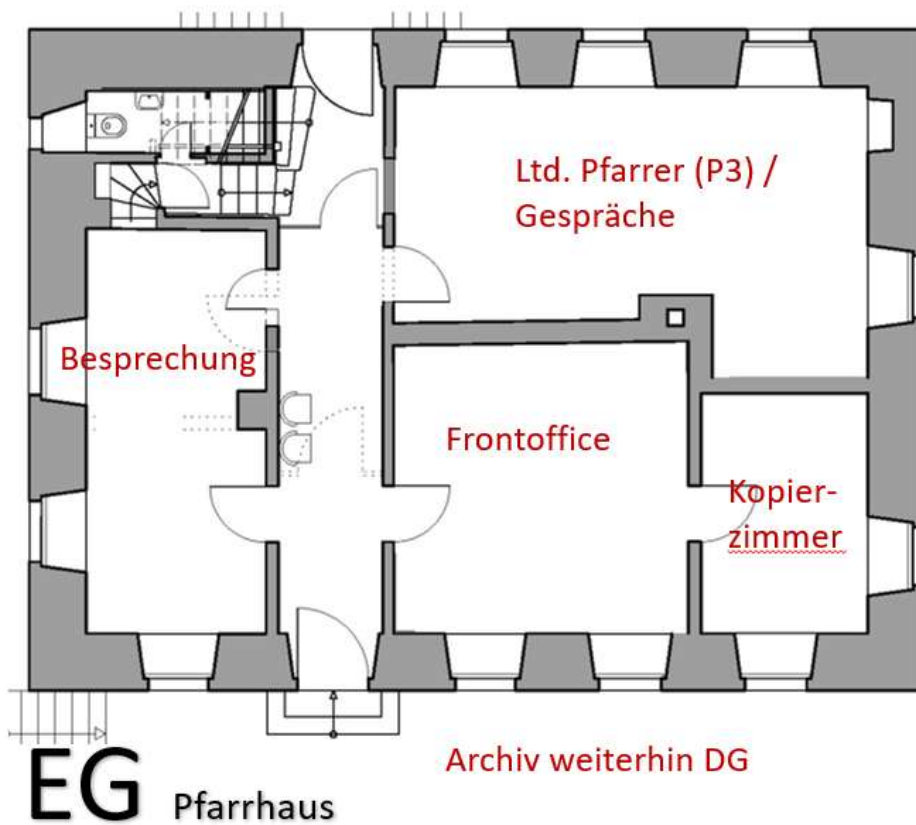 Ltd. Pfarrer (P3) /
Gespräche
Besprechung
Frontoffice
Kopier-
zimmer
Archiv weiterhin DG
EG Pfarrhaus